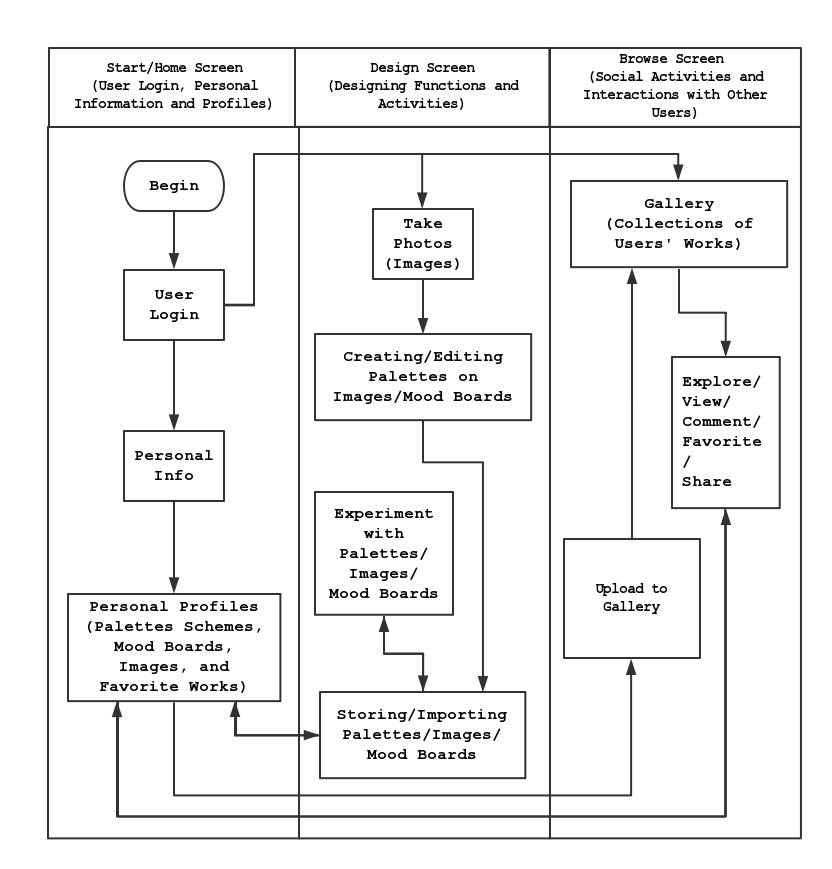 Start/Home Screen
(User Login, Personal
Information and Profiles)
Design Screen
(Designing Functions and
Activities)
Browse Screen
(Social Activities and
Interactions with Other
Users)
Begin
User
Login
Personal
Info
Personal Profiles
(Palettes Schemes,
Mood Boards,
Images, and
Favorite Works)
Take
Photos
(Images)
Creating/Editing
Palettes on
Images/Mood Boards
Experiment
with
Palettes/
Images/
Mood Boards
Storing/Importing
Palettes/Images/
Mood Boards
Gallery
(Collections of
Users' Works)
Explore/
View/
Comment/
Favorite
/
Share
Upload to
Gallery